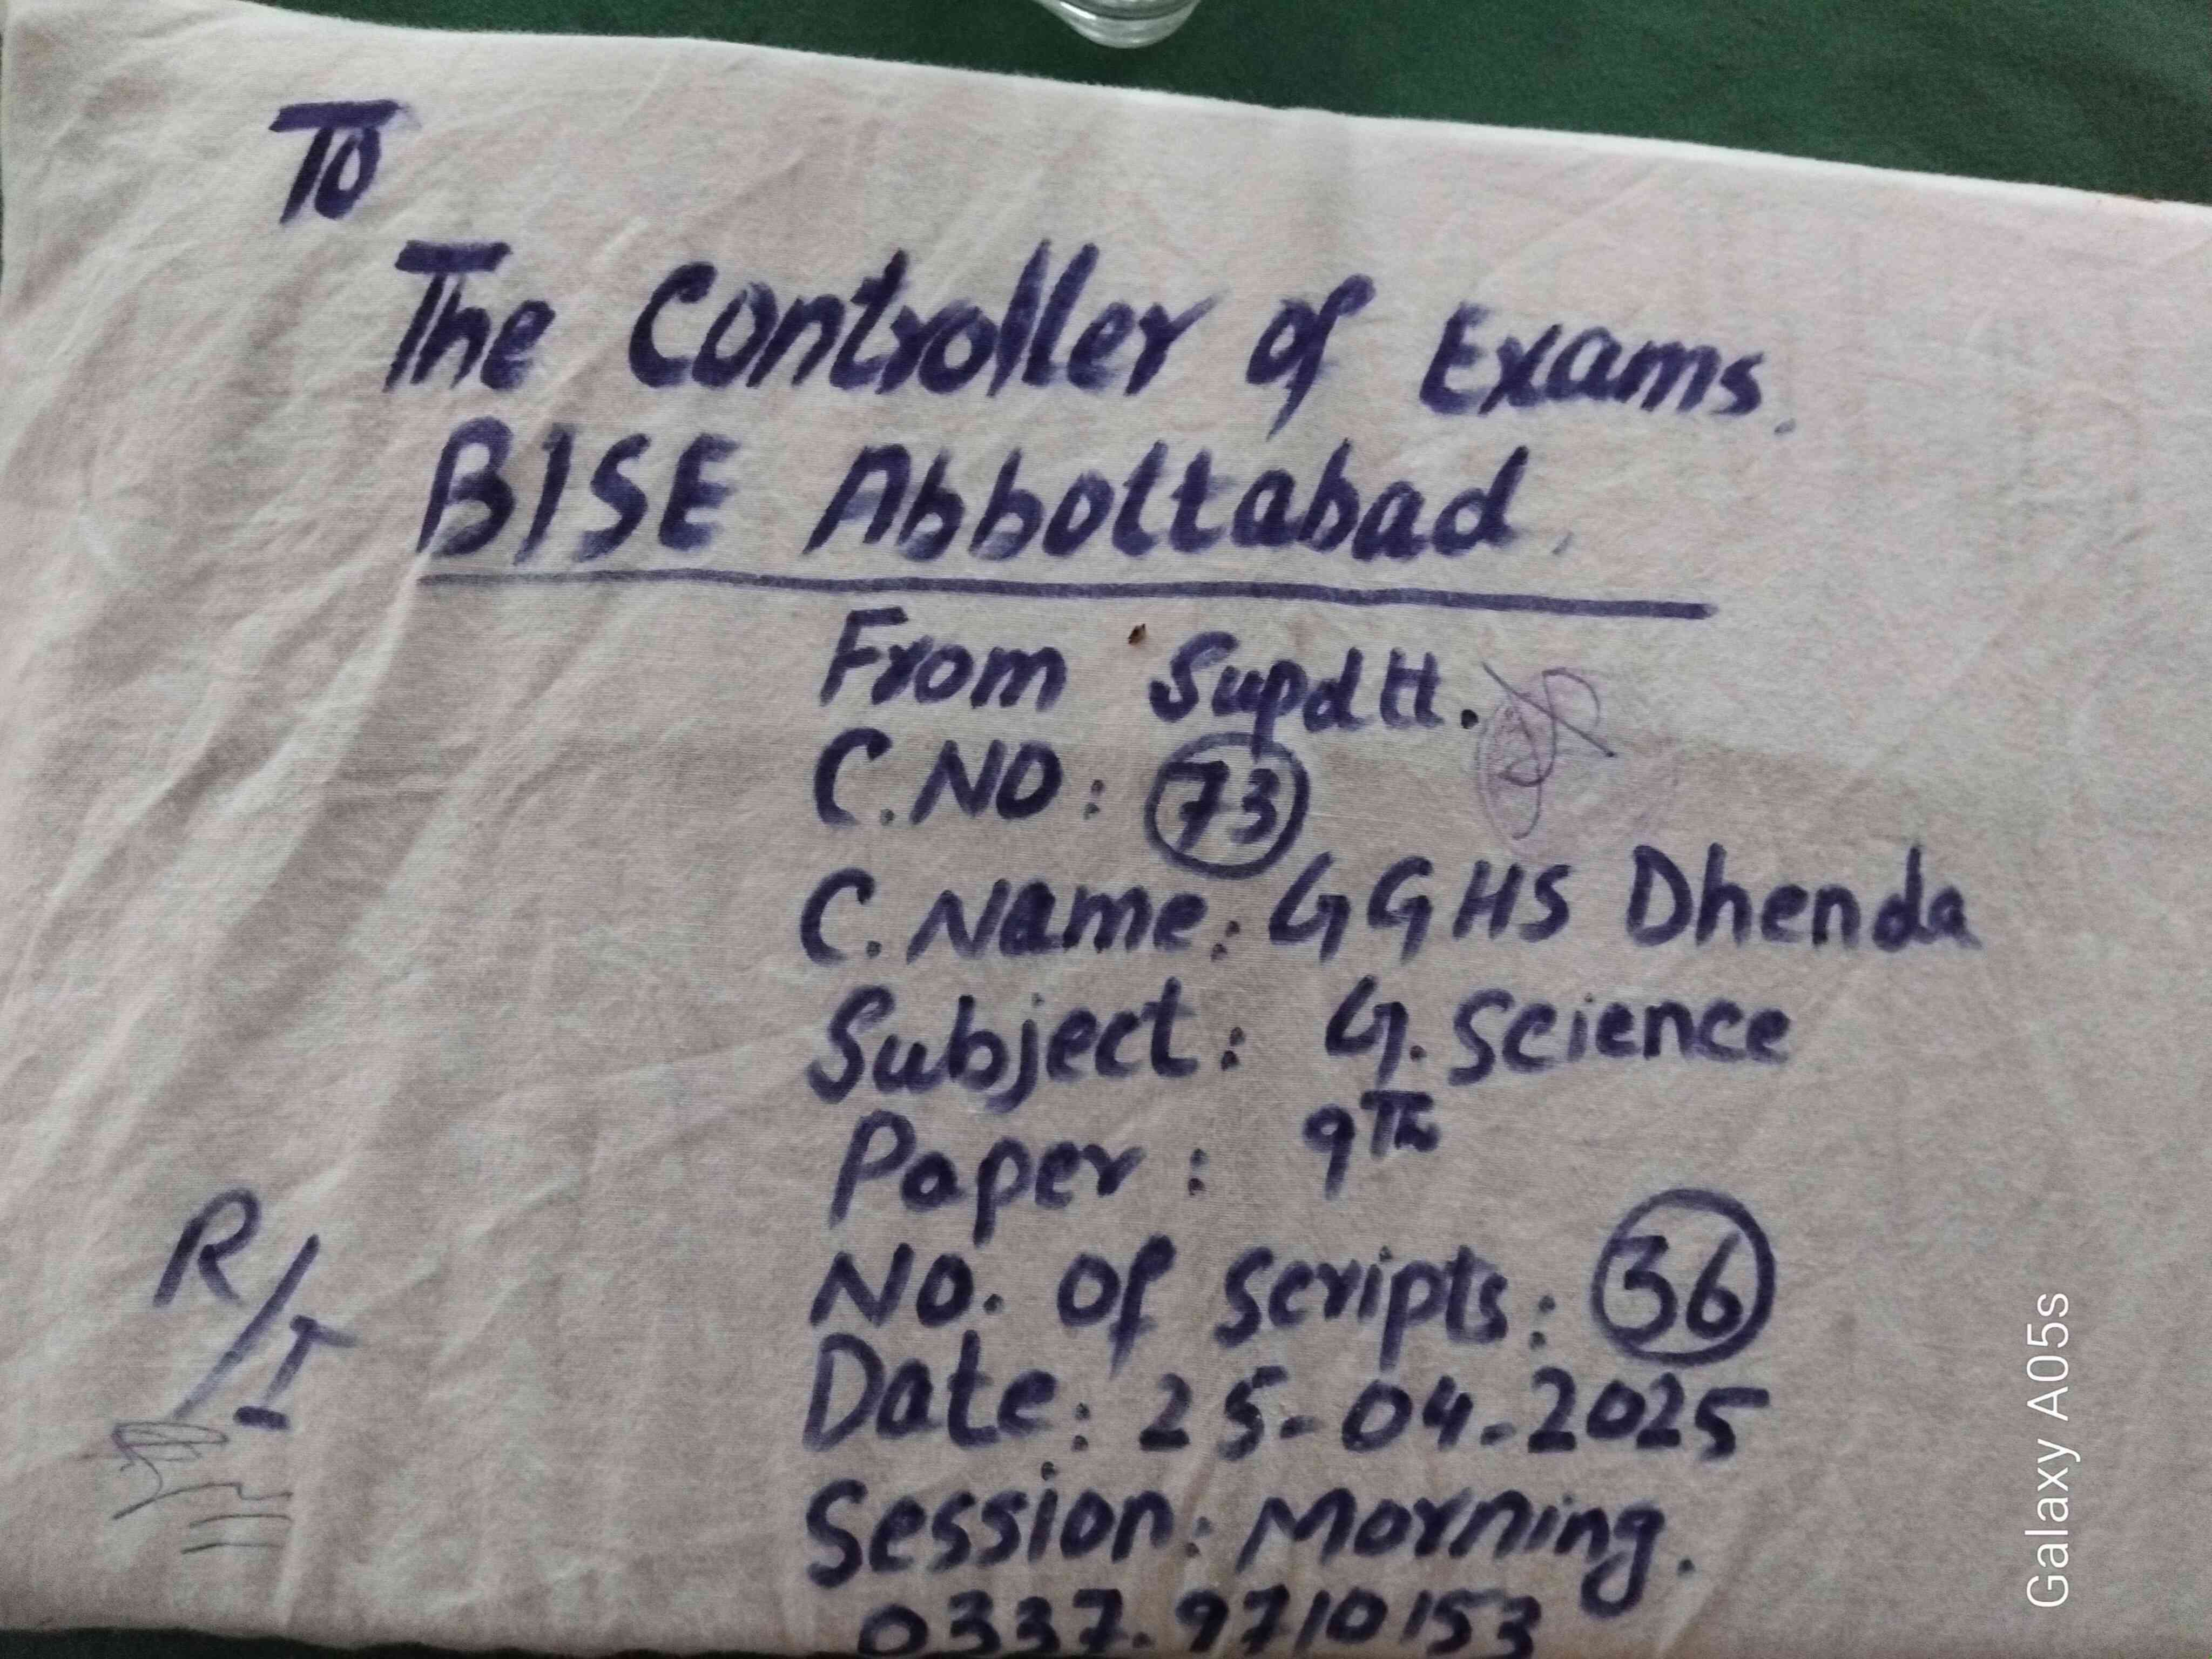 To
The Controller of Exams.
BISE Abbottabad.
From Supdtt.
C.NO: 73
C. Name: GGHS Dhenda
Subject: G. Science
Paper: 9TH
No. of Scripts: 36
Date: 25-04-2025
Session: Morning.
0337-9710153
R/I
Galaxy A05s